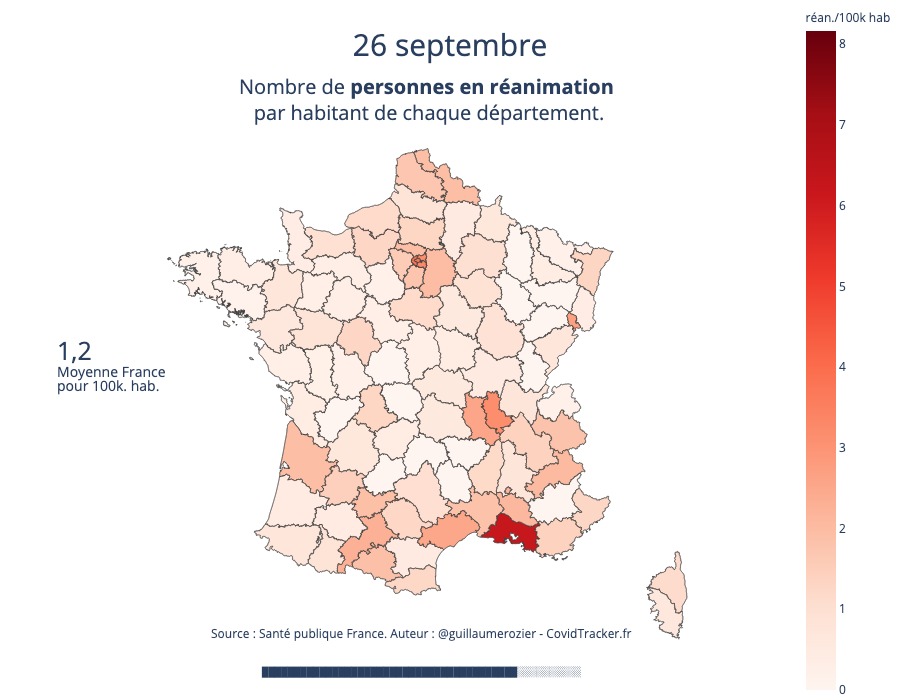 réan./100k hab
26 septembre
Nombre de personnes en réanimation
par habitant de chaque département.
8
7
6
5
4
3
2
1
0
1,2
Moyenne France
pour 100k. hab.
Source : Santé publique France. Auteur : @guillaumerozier - CovidTracker.fr